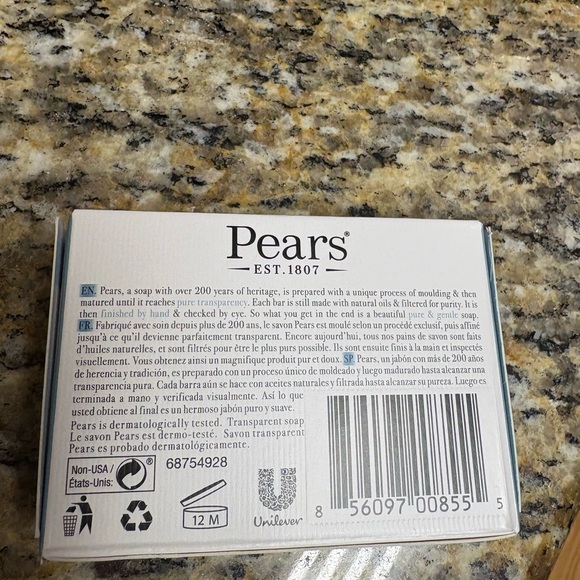 Pears®
EST.1807
EN. Pears, a soap with over 200 years of heritage, is prepared with a unique process of moulding & then
matured until it reaches pure transparency. Each bar is still made with natural oils & filtered for purity. It is
then finished by hand & checked by eye. So what you get in the end is a beautiful pure & gentle soap.
FR. Fabriqué avec soin depuis plus de 200 ans, le savon Pears est moulé selon un procédé exclusif, puis affiné
jusqu'à ce qu'il devienne parfaitement transparent. Encore aujourd'hui, tous nos pains de savon sont faits
d'huiles naturelles, et sont filtrés pour être le plus purs possible. Ils sont ensuite finis à la main et inspectés
visuellement. Vous obtenez ainsi un magnifique produit pur et doux. SP. Pears, un jabón con más de 200 años
de herencia y tradición, es preparado con un proceso único de moldeado y luego madurado hasta alcanzar una
transparencia pura. Cada barra aún se hace con aceites naturales y filtrada hasta alcanzar su pureza. Luego es
terminada a mano y verificada visualmente. Así lo que
usted obtiene al final es un hermoso jabón puro y suave.
Pears is dermatologically tested. Transparent soap
Le savon Pears est dermo-testé. Savon transparent
Pears es probado dermatológicamente.
Non-USA /
États-Unis:
68754928
12 M
Unilever
8 56097 00855 5